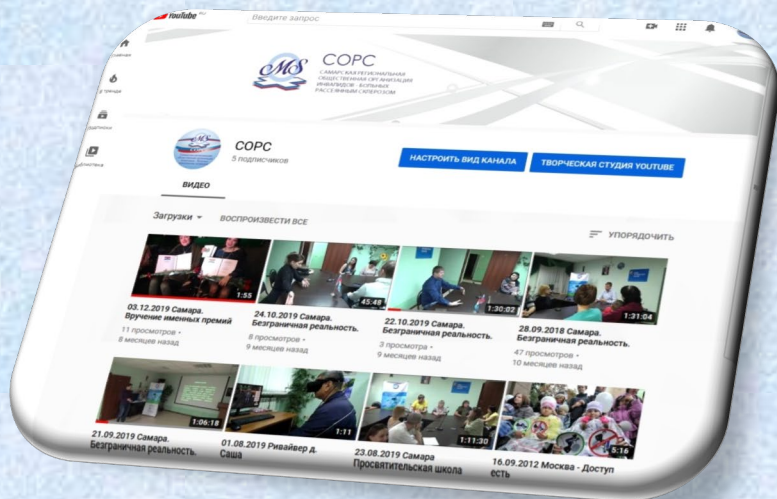 YouTube RU
Введите запрос
MS
СОРС
САМАРСКАЯ РЕГИОНАЛЬНАЯ
ОБЩЕСТВЕННАЯ ОРГАНИЗАЦИЯ
ИНВАЛИДОВ - БОЛЬНЫХ
РАССЕЯННЫМ СКЛЕРОЗОМ
СОРС
5 подписчиков
НАСТРОИТЬ ВИД КАНАЛА
ТВОРЧЕСКАЯ СТУДИЯ YOUTUBE
ВИДЕО
Загрузки
ВОСПРОИЗВЕСТИ ВСЕ
УПОРЯДОЧИТЬ
1:55
03.12.2019 Самара.
Вручение именных премий
11 просмотров •
8 месяцев назад
45:48
24.10.2019 Самара.
Безграничная реальность.
8 просмотров •
9 месяцев назад
1:30:02
22.10.2019 Самара.
Безграничная реальность.
3 просмотра •
9 месяцев назад
1:31:04
28.09.2018 Самара.
Безграничная реальность.
47 просмотров •
10 месяцев назад
1:06:18
21.09.2019 Самара.
Безграничная реальность.
1:11
01.08.2019 Ривайвер д.
Саша
1:11:30
23.08.2019 Самара
Просвятительская школа
5:16
16.09.2012 Москва - Доступ
есть